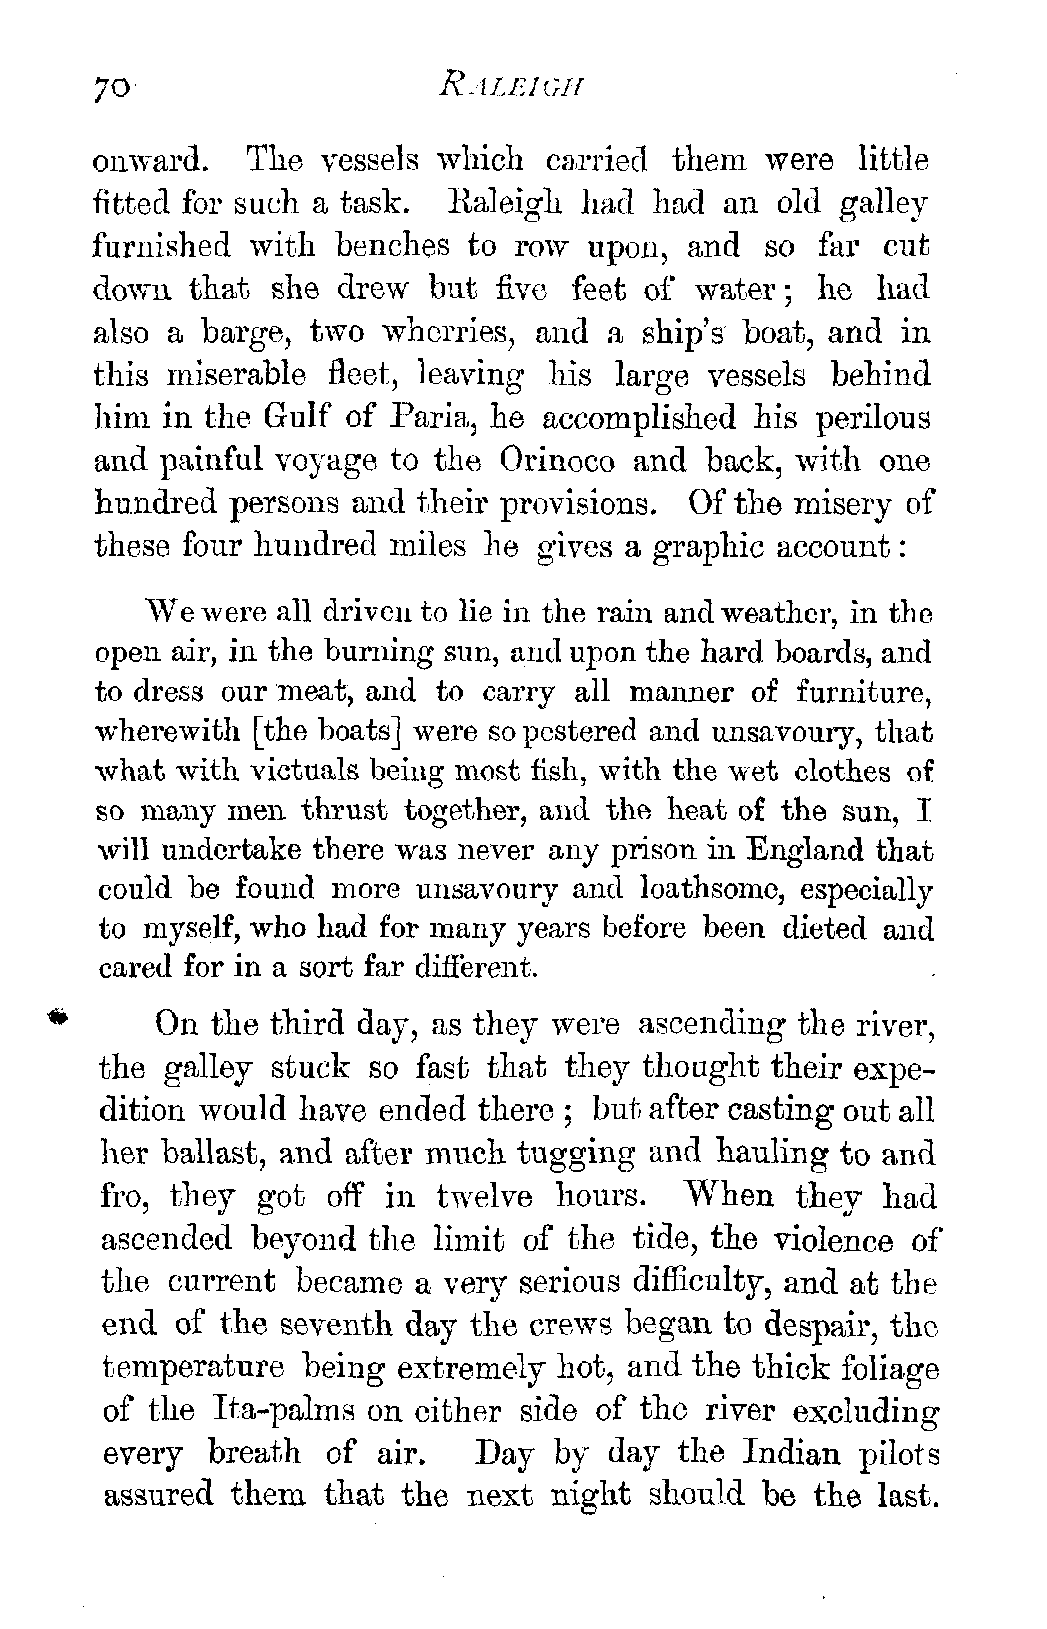 70 RALEIGH
onward. The vessels which carried them were little
fitted for such a task. Raleigh had had an old galley
furnished with benches to row upon, and so far cut
down that she drew but five feet of water; he had
also a barge, two wherries, and a ship's boat, and in
this miserable fleet, leaving his large vessels behind
him in the Gulf of Paria, he accomplished his perilous
and painful voyage to the Orinoco and back, with one
hundred persons and their provisions. Of the misery of
these four hundred miles he gives a graphic account:
We were all driven to lie in the rain and weather, in the
open air, in the burning sun, and upon the hard boards, and
to dress our meat, and to carry all manner of furniture,
wherewith [the boats] were so pestered and unsavoury, that
what with victuals being most fish, with the wet clothes of
so many men thrust together, and the heat of the sun, I
will undertake there was never any prison in England that
could be found more unsavoury and loathsome, especially
to myself, who had for many years before been dieted and
cared for in a sort far different.
On the third day, as they were ascending the river,
the galley stuck so fast that they thought their expe-
dition would have ended there; but after casting out all
her ballast, and after much tugging and hauling to and
fro, they got off in twelve hours. When they had
ascended beyond the limit of the tide, the violence of
the current became a very serious difficulty, and at the
end of the seventh day the crews began to despair, the
temperature being extremely hot, and the thick foliage
of the Ita-palms on either side of the river excluding
every breath of air. Day by day the Indian pilots
assured them that the next night should be the last.